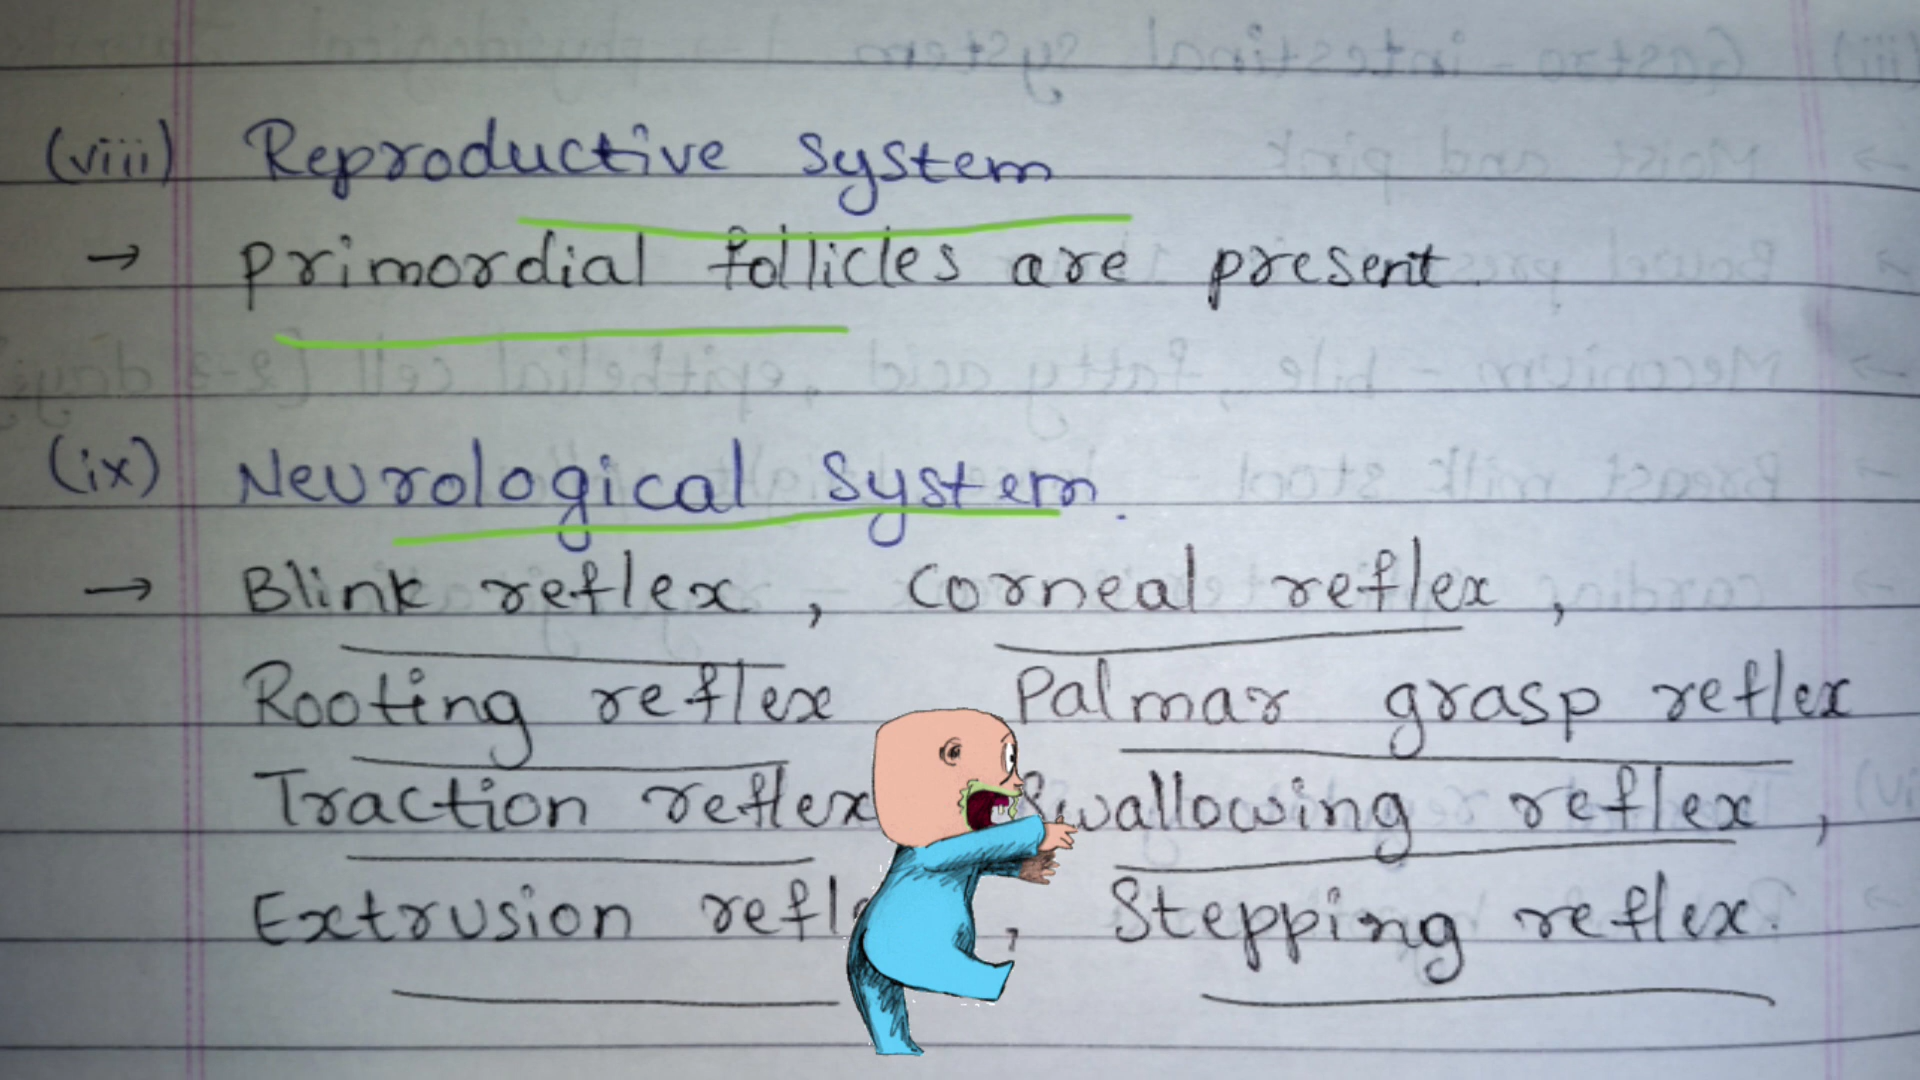 (viii) Reproductive System
→ primordial follicles are present.
(ix) Neurological System.
→ Blink reflex, Corneal reflex,
Rooting reflex Palmar grasp reflex
Traction reflex Swallowing reflex,
Extrusion , Stepping reflex.